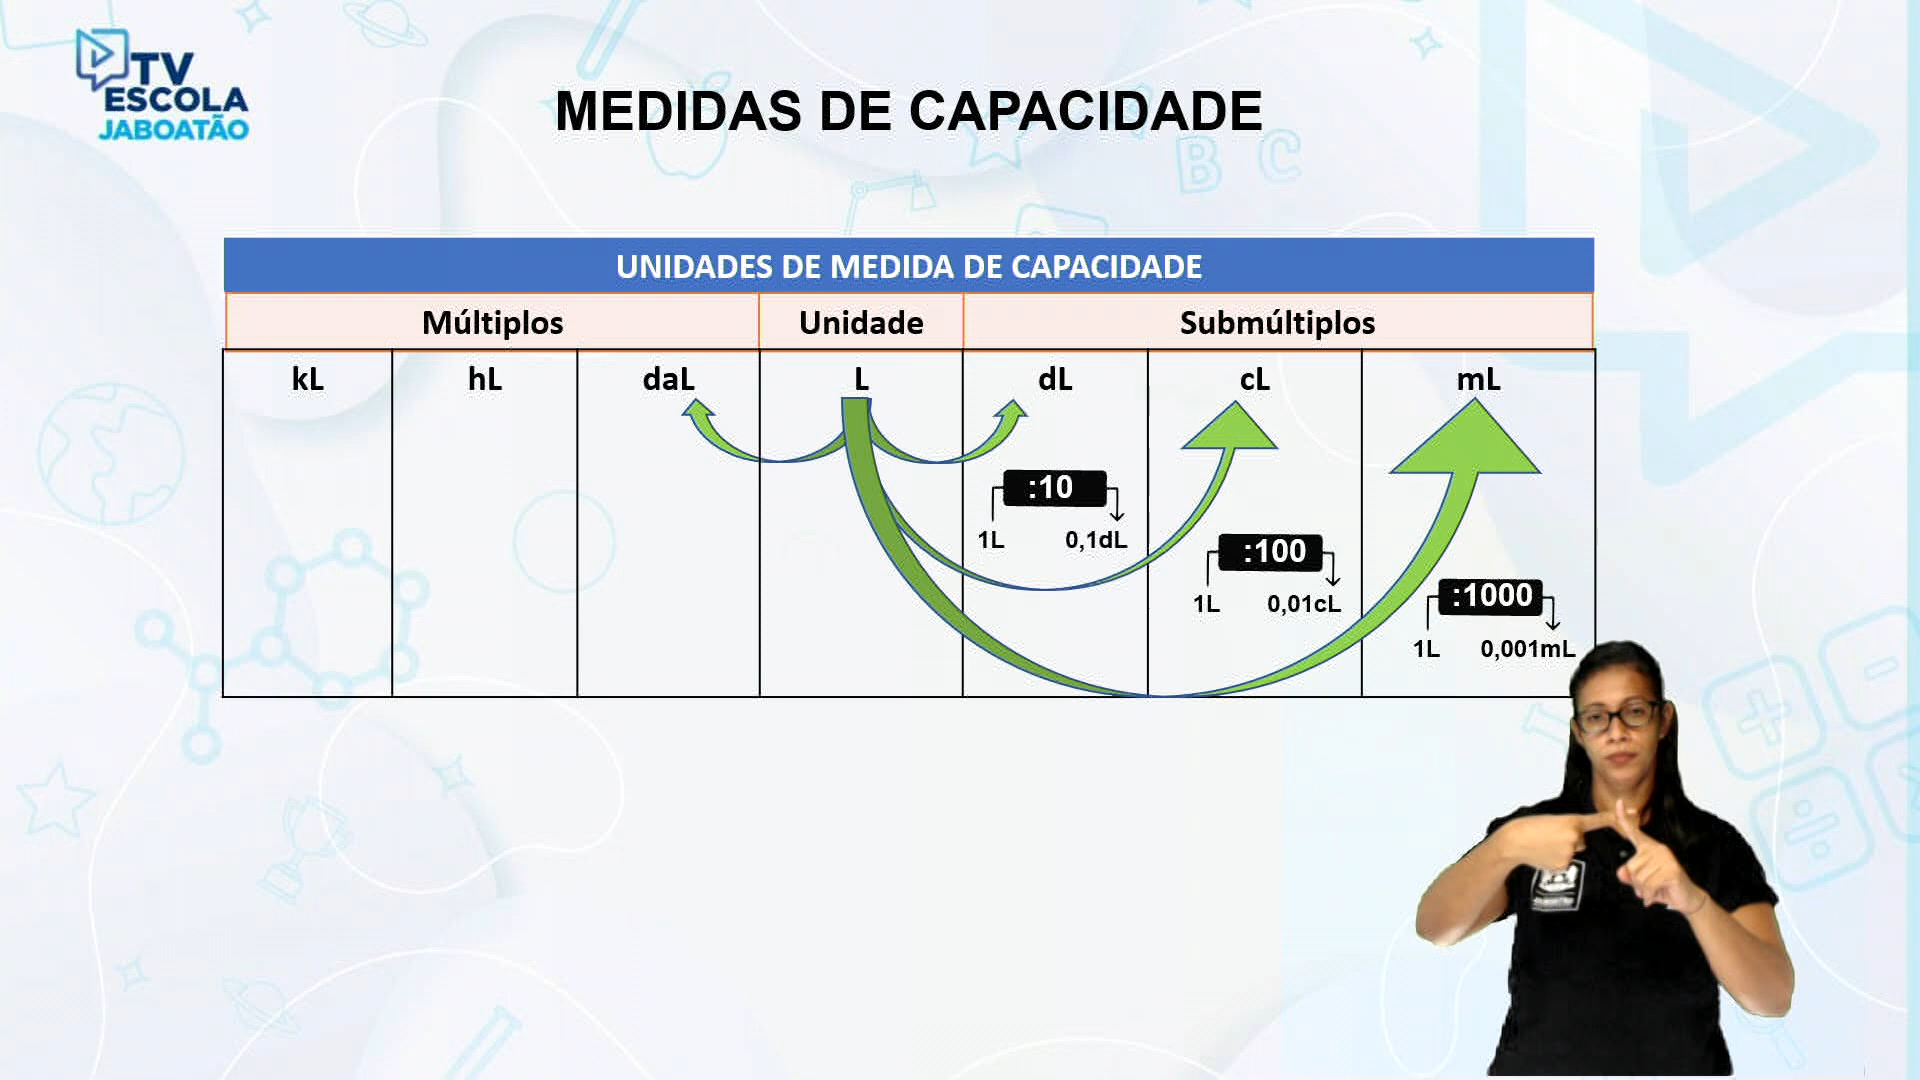 TV
ESCOLA
JABOATÃO
MEDIDAS DE CAPACIDADE
B C
UNIDADES DE MEDIDA DE CAPACIDADE
Múltiplos Unidade Submúltiplos
kL hL daL L dL cL mL
:10
1L 0,1dL
:100
1L 0,01cL
:1000
1L 0,001mL